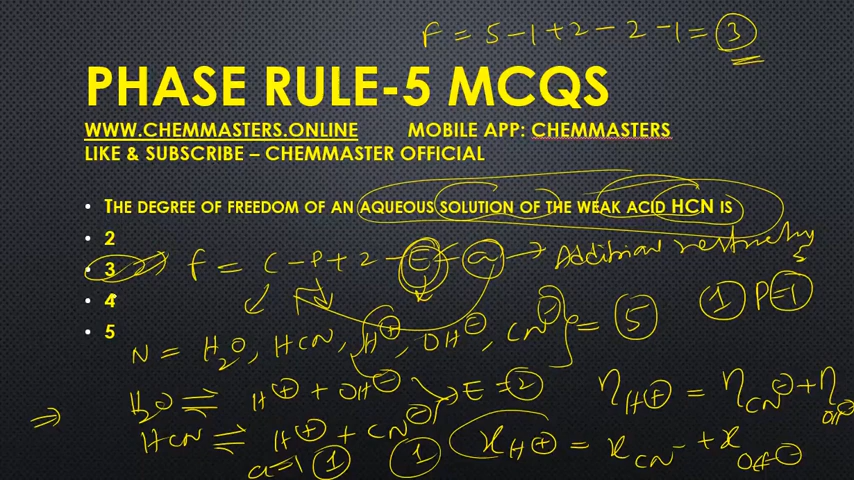 F = 5 - 1 + 2 - 2 - 1 = 3
PHASE RULE-5 MCQS
WWW.CHEMMASTERS.ONLINE MOBILE APP: CHEMMASTERS
LIKE & SUBSCRIBE – CHEMMASTER OFFICIAL
• THE DEGREE OF FREEDOM OF AN AQUEOUS SOLUTION OF THE WEAK ACID HCN IS
• 2
• 3
• 4
• 5
F = C - P + 2 - E - a → Additional
1 P=1
N = H₂O, HCN, H⊕, OH⊖, CN⊖ = 5
H₂O ⇌ H⊕ + OH⊖ E = 2
η H⊕ = η CN⊖ + η OH⊖
⇒ HCN ⇌ H⊕ + CN⊖
x H⊕ = x CN⁻ + x OH⊖
a=1 1 1